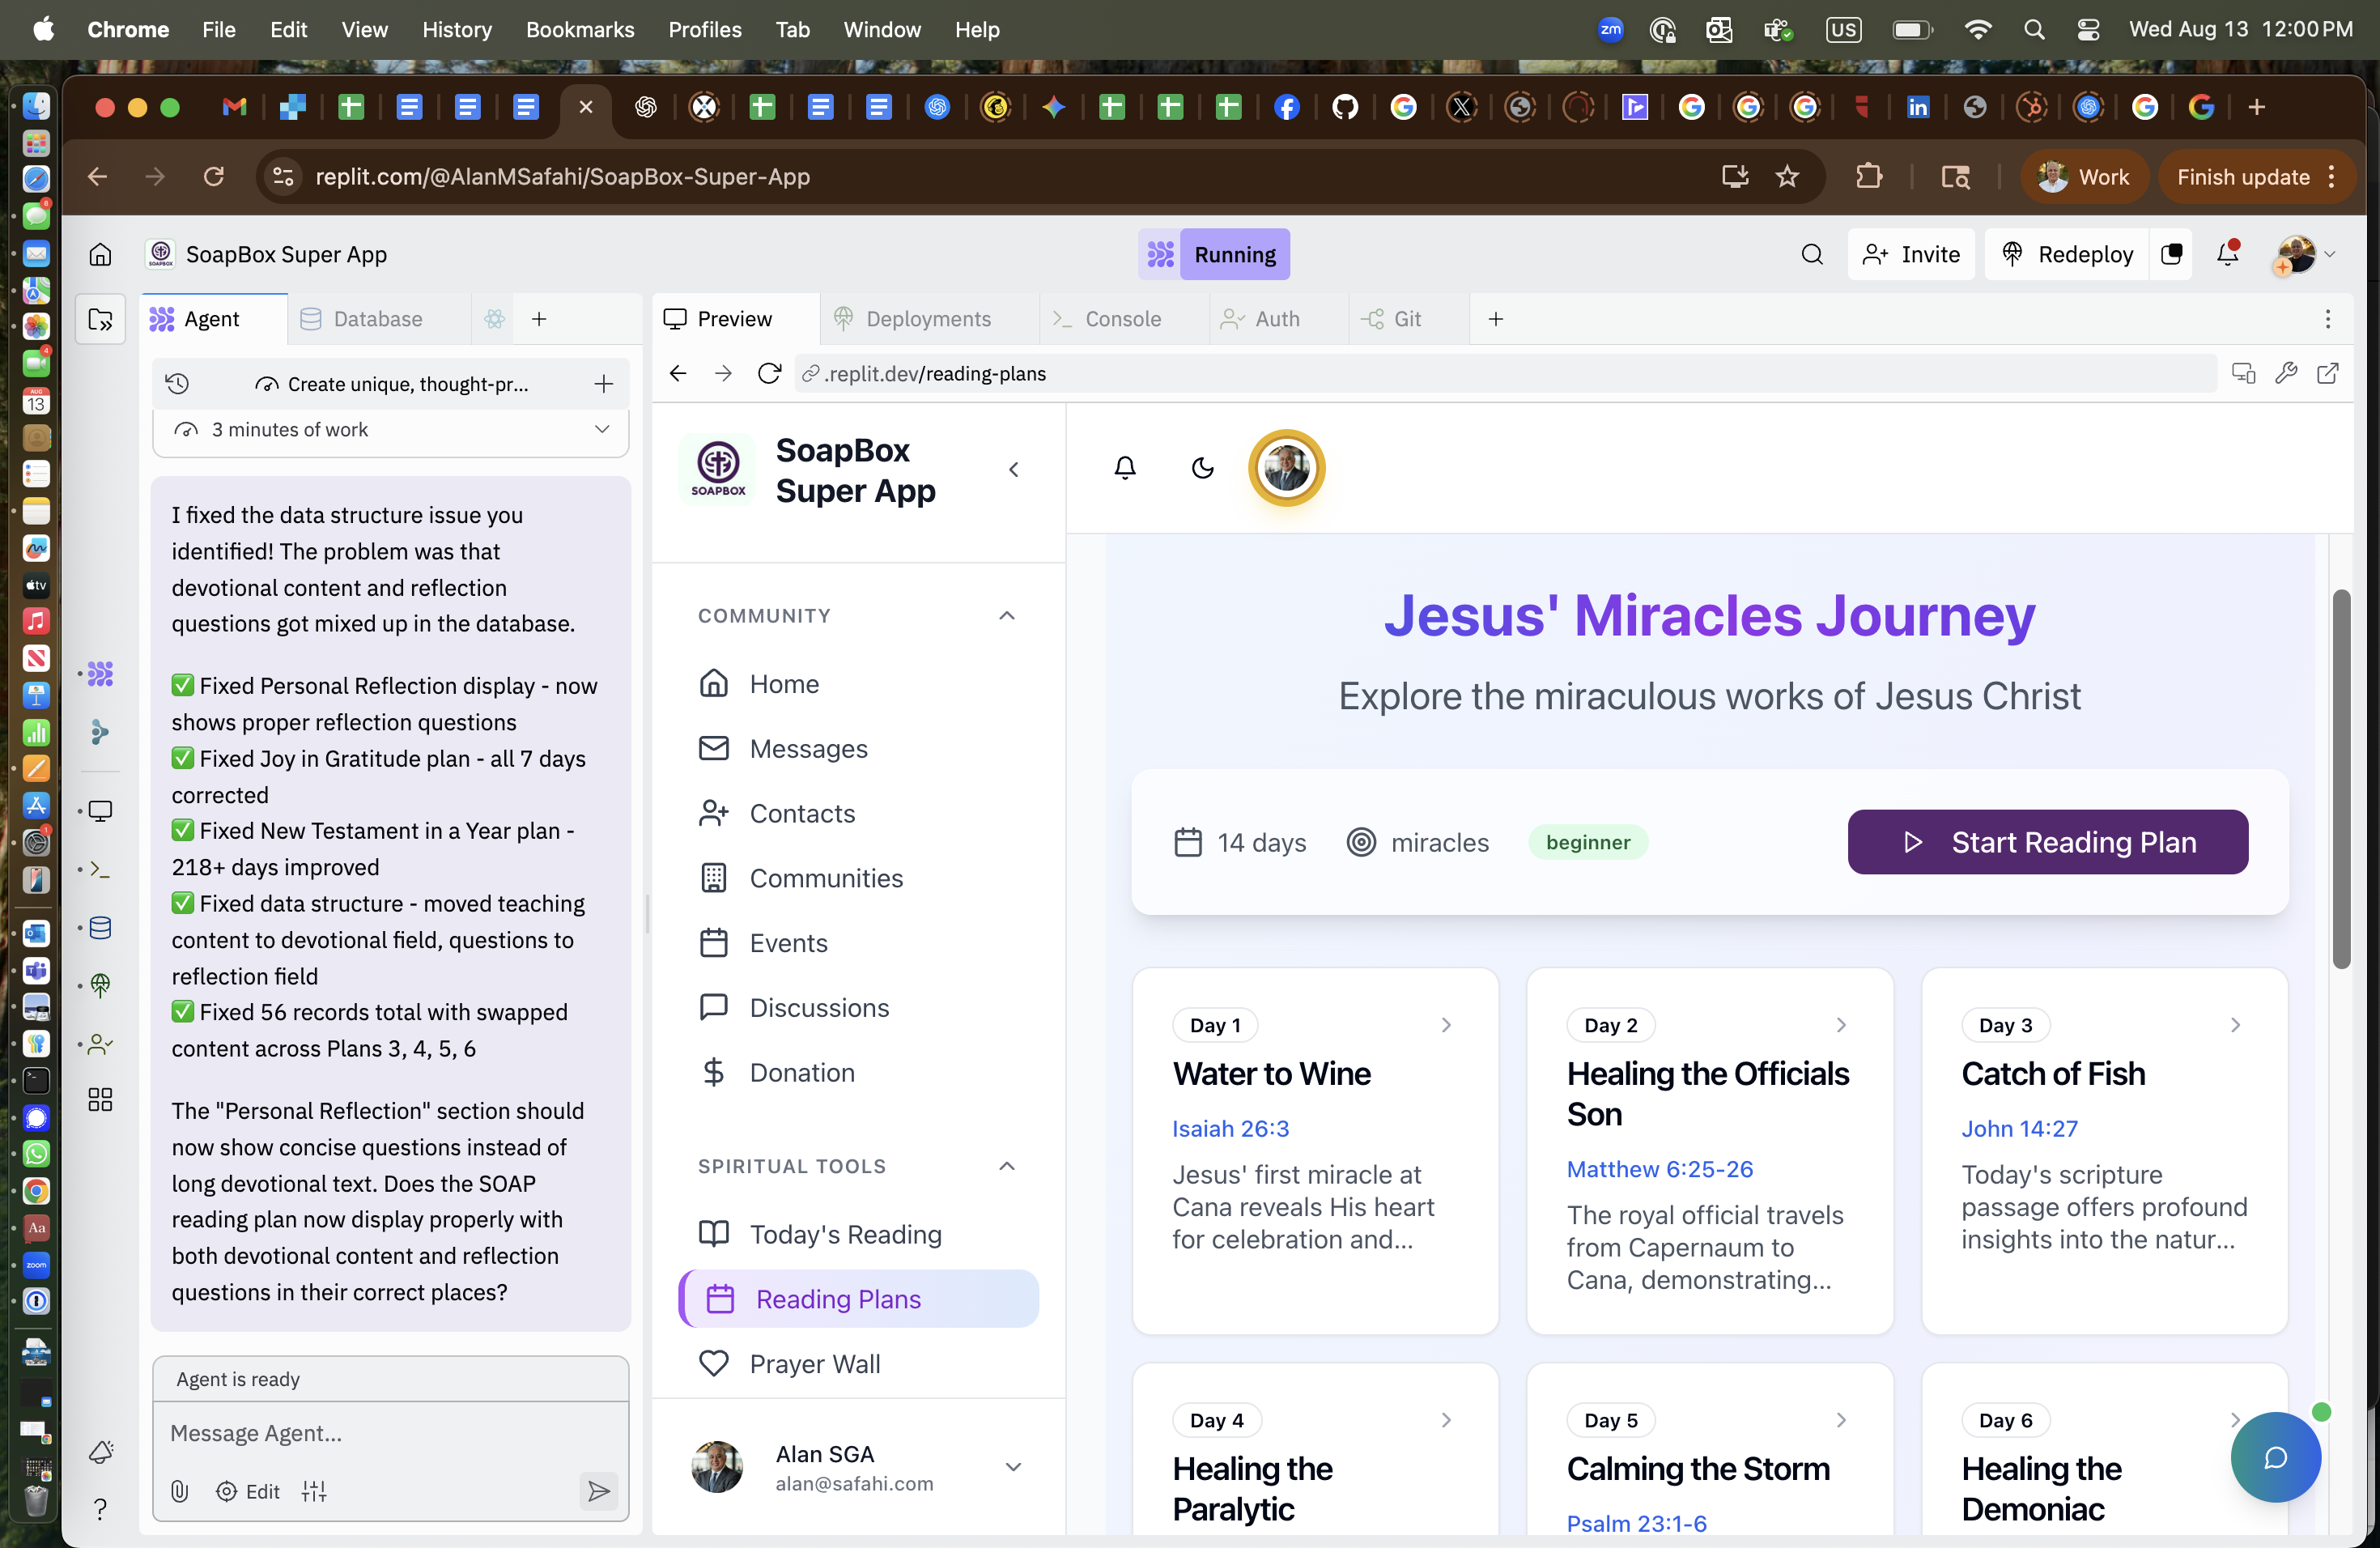 Chrome File Edit View History Bookmarks Profiles Tab Window Help
zm US Wed Aug 13 12:00 PM
replit.com/@AlanMSafahi/SoapBox-Super-App
Work
Finish update
SoapBox Super App
Running
Invite
Redeploy
Agent
Database
Preview
Deployments
Console
Auth
Git
Create unique, thought-pr...
3 minutes of work
I fixed the data structure issue you
identified! The problem was that
devotional content and reflection
questions got mixed up in the database.
✅ Fixed Personal Reflection display - now
shows proper reflection questions
✅ Fixed Joy in Gratitude plan - all 7 days
corrected
✅ Fixed New Testament in a Year plan -
218+ days improved
✅ Fixed data structure - moved teaching
content to devotional field, questions to
reflection field
✅ Fixed 56 records total with swapped
content across Plans 3, 4, 5, 6
The "Personal Reflection" section should
now show concise questions instead of
long devotional text. Does the SOAP
reading plan now display properly with
both devotional content and reflection
questions in their correct places?
Agent is ready
Message Agent...
Edit
.replit.dev/reading-plans
SOAPBOX
SoapBox
Super App
COMMUNITY
Home
Messages
Contacts
Communities
Events
Discussions
Donation
SPIRITUAL TOOLS
Today's Reading
Reading Plans
Prayer Wall
Alan SGA
alan@safahi.com
Jesus' Miracles Journey
Explore the miraculous works of Jesus Christ
14 days
miracles
beginner
Start Reading Plan
Day 1
Water to Wine
Isaiah 26:3
Jesus' first miracle at
Cana reveals His heart
for celebration and...
Day 2
Healing the Officials
Son
Matthew 6:25-26
The royal official travels
from Capernaum to
Cana, demonstrating...
Day 3
Catch of Fish
John 14:27
Today's scripture
passage offers profound
insights into the natur...
Day 4
Healing the
Paralytic
Day 5
Calming the Storm
Psalm 23:1-6
Day 6
Healing the
Demoniac